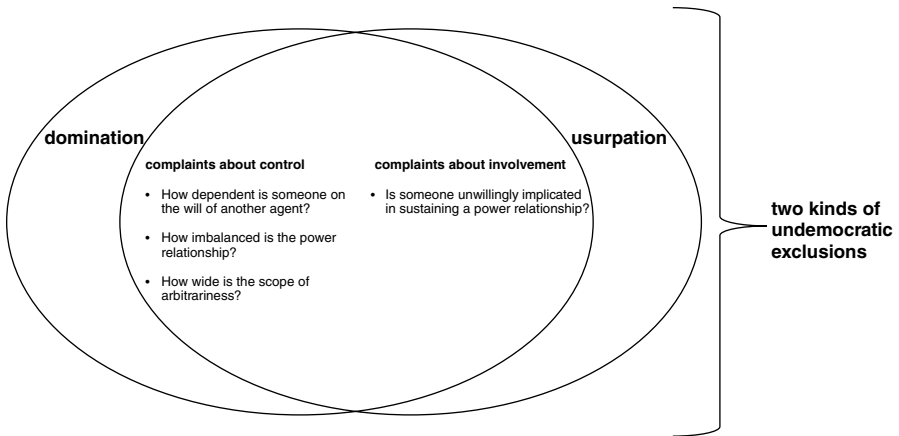 domination
usurpation
complaints about control
• How dependent is someone on
the will of another agent?
• How imbalanced is the power
relationship?
• How wide is the scope of
arbitrariness?
complaints about involvement
• Is someone unwillingly implicated
in sustaining a power relationship?
two kinds of
undemocratic
exclusions